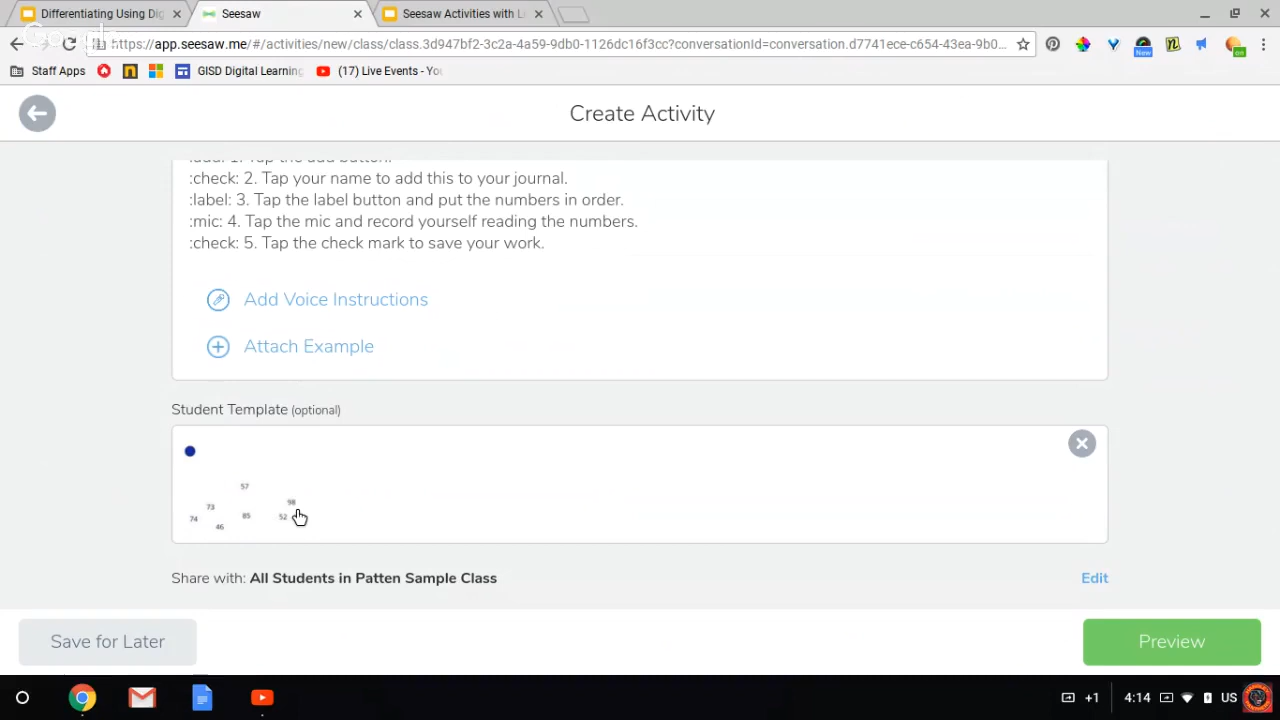 Differentiating Using Dig
Seesaw
Seesaw Activities with L
https://app.seesaw.me/#/activities/new/class/class.3d947bf2-3c2a-4a59-9db0-1126dc16f3cc?conversationId=conversation.d7741ece-c654-43ea-9b0...
New
on
Staff Apps
GISD Digital Learning
(17) Live Events - You
Create Activity
:check: 2. Tap your name to add this to your journal.
:label: 3. Tap the label button and put the numbers in order.
:mic: 4. Tap the mic and record yourself reading the numbers.
:check: 5. Tap the check mark to save your work.
Add Voice Instructions
Attach Example
Student Template (optional)
57
73
98
74
46
85
52
Share with: All Students in Patten Sample Class
Edit
Save for Later
Preview
+1
4:14
US